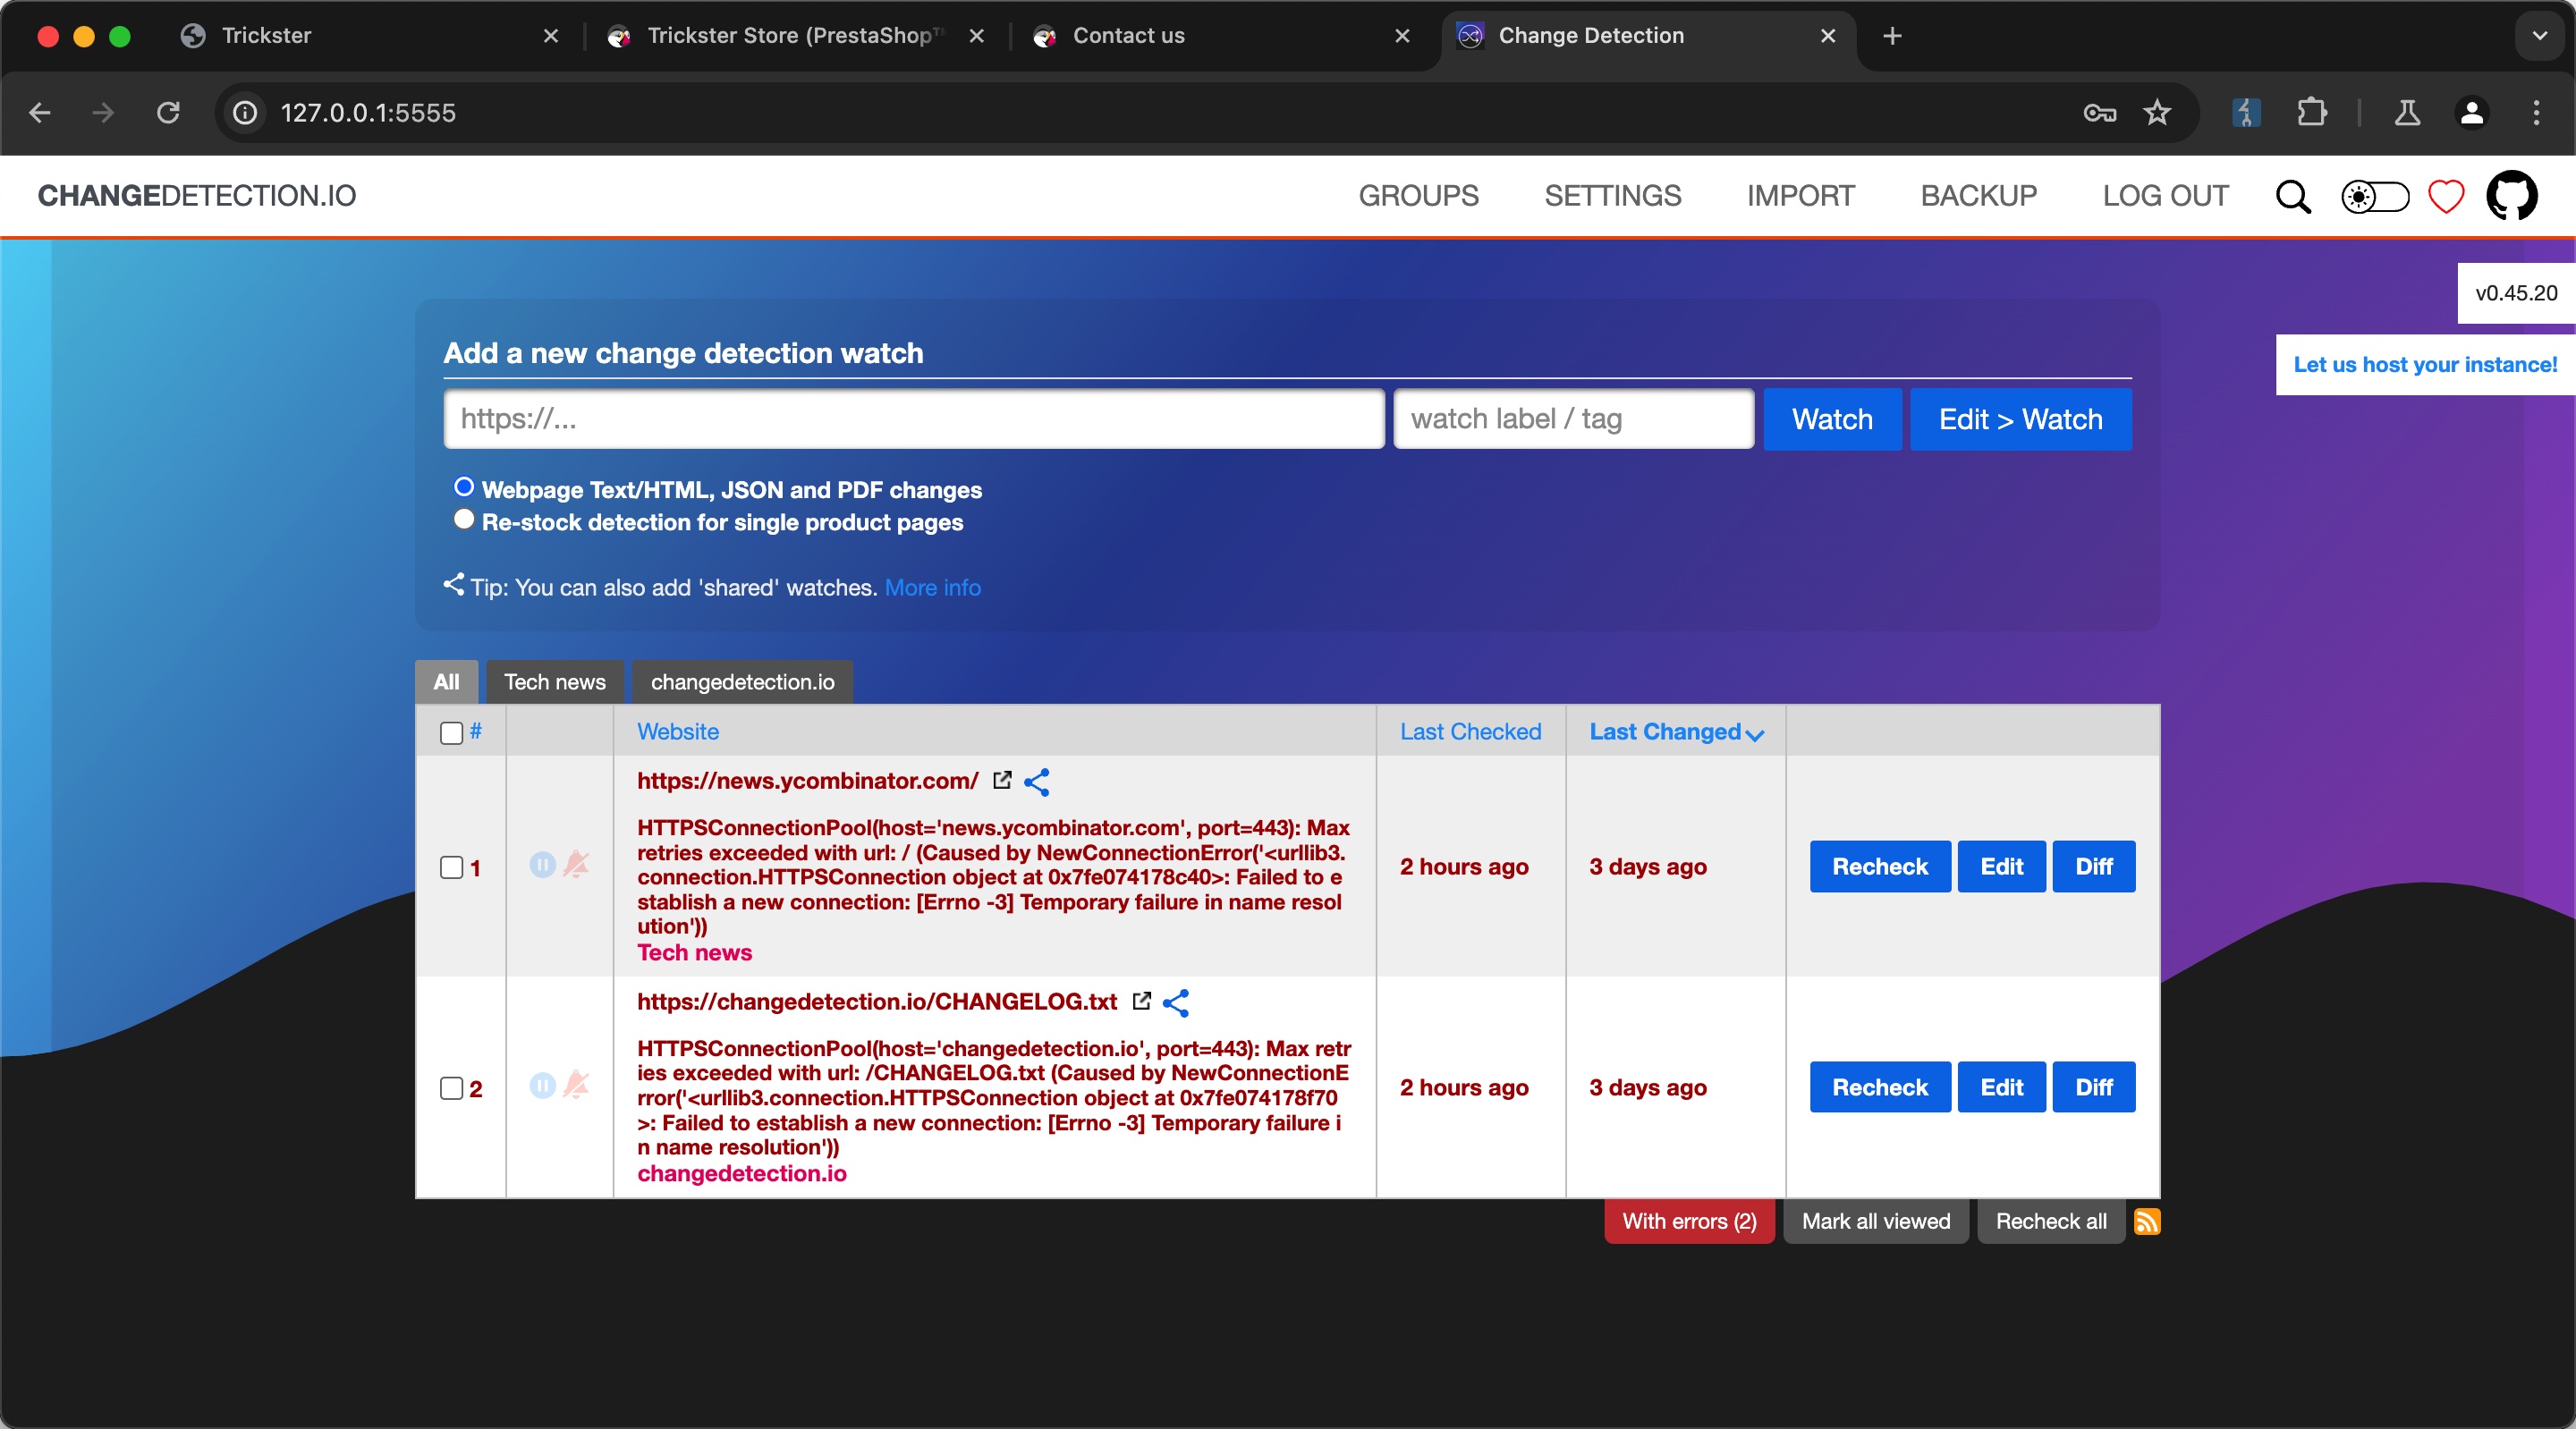 Trickster
Trickster Store (PrestaShop™
Contact us
Change Detection
127.0.0.1:5555
CHANGEDETECTION.IO
GROUPS
SETTINGS
IMPORT
BACKUP
LOG OUT
v0.45.20
Let us host your instance!
Add a new change detection watch
https://...
watch label / tag
Watch
Edit > Watch
Webpage Text/HTML, JSON and PDF changes
Re-stock detection for single product pages
Tip: You can also add 'shared' watches. More info
All
Tech news
changedetection.io
#
Website
Last Checked
Last Changed
1
https://news.ycombinator.com/
HTTPSConnectionPool(host='news.ycombinator.com', port=443): Max
retries exceeded with url: / (Caused by NewConnectionError('<urllib3.
connection.HTTPSConnection object at 0x7fe074178c40>: Failed to e
stablish a new connection: [Errno -3] Temporary failure in name resol
ution'))
Tech news
2 hours ago
3 days ago
Recheck
Edit
Diff
2
https://changedetection.io/CHANGELOG.txt
HTTPSConnectionPool(host='changedetection.io', port=443): Max retr
ies exceeded with url: /CHANGELOG.txt (Caused by NewConnectionE
rror('<urllib3.connection.HTTPSConnection object at 0x7fe074178f70
>: Failed to establish a new connection: [Errno -3] Temporary failure i
n name resolution'))
changedetection.io
2 hours ago
3 days ago
Recheck
Edit
Diff
With errors (2)
Mark all viewed
Recheck all